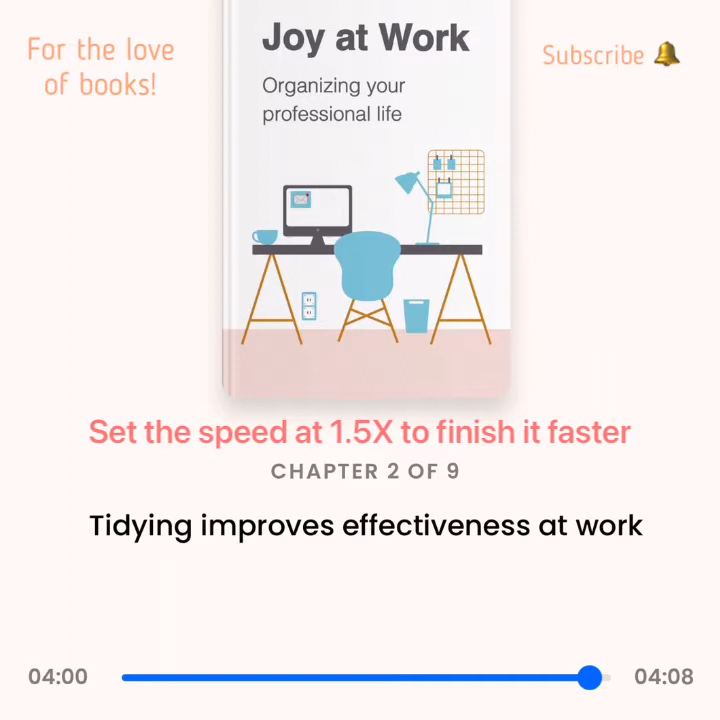 For the love
of books!
Subscribe 🔔
Joy at Work
Organizing your
professional life
Set the speed at 1.5X to finish it faster
CHAPTER 2 OF 9
Tidying improves effectiveness at work
04:00
04:08